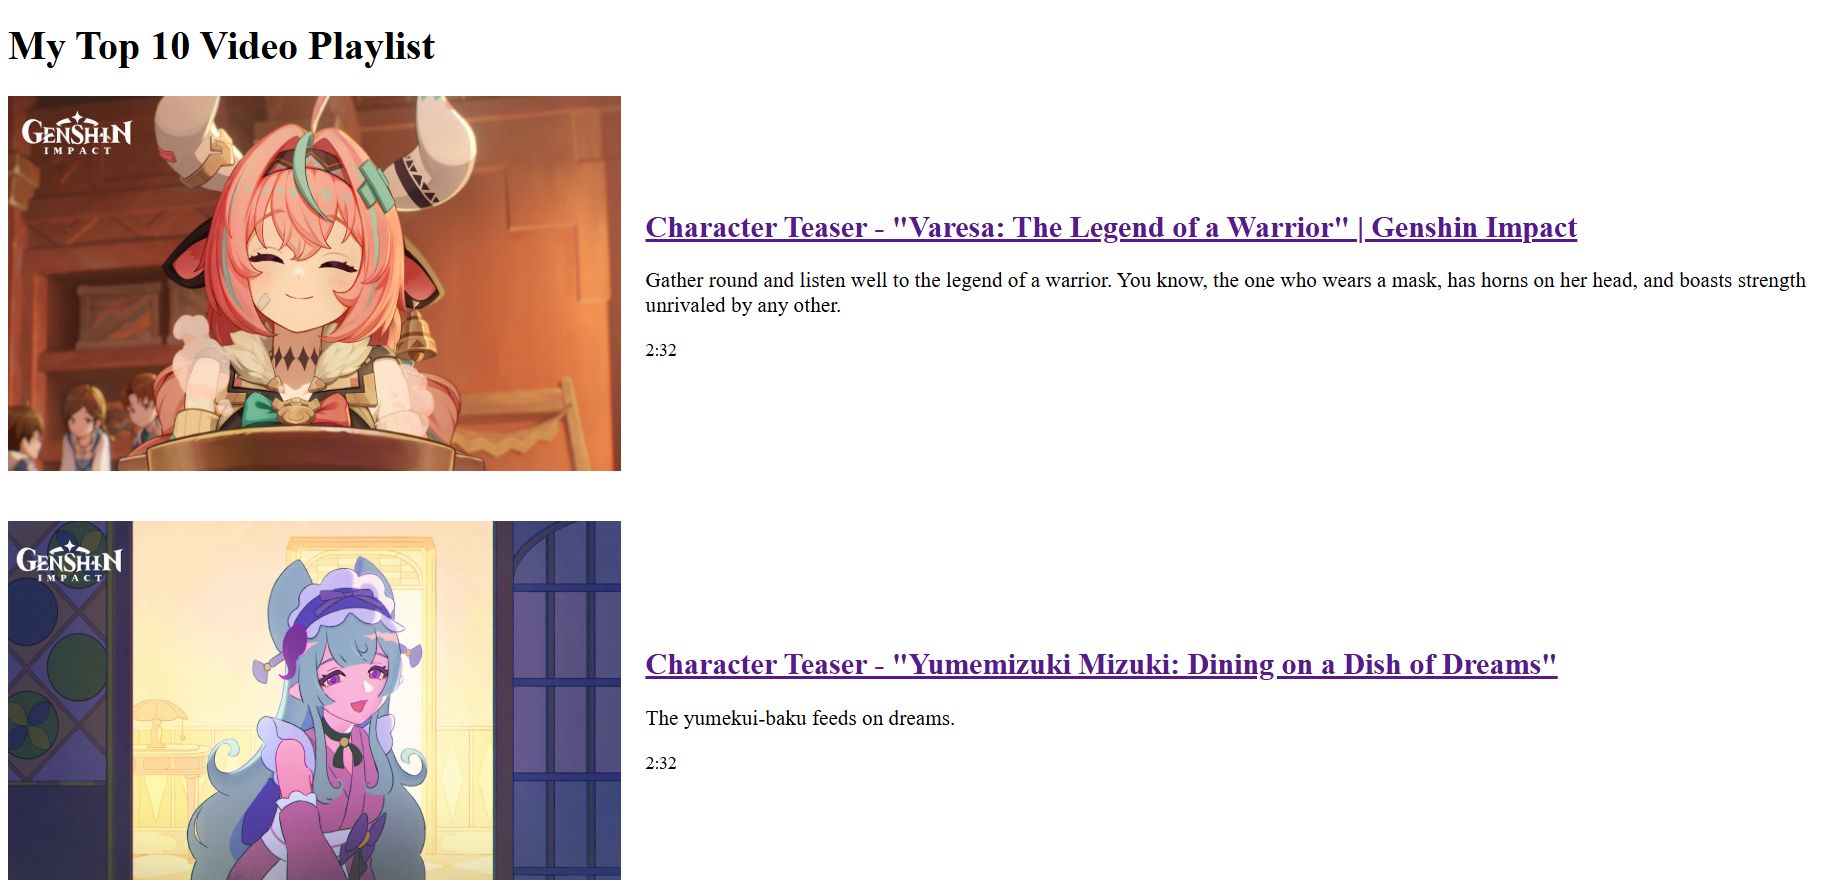 My Top 10 Video Playlist
GENSHIN
IMPACT
Character Teaser - "Varesa: The Legend of a Warrior" | Genshin Impact
Gather round and listen well to the legend of a warrior. You know, the one who wears a mask, has horns on her head, and boasts strength
unrivaled by any other.
2:32
GENSHIN
IMPACT
Character Teaser - "Yumemizuki Mizuki: Dining on a Dish of Dreams"
The yumekui-baku feeds on dreams.
2:32